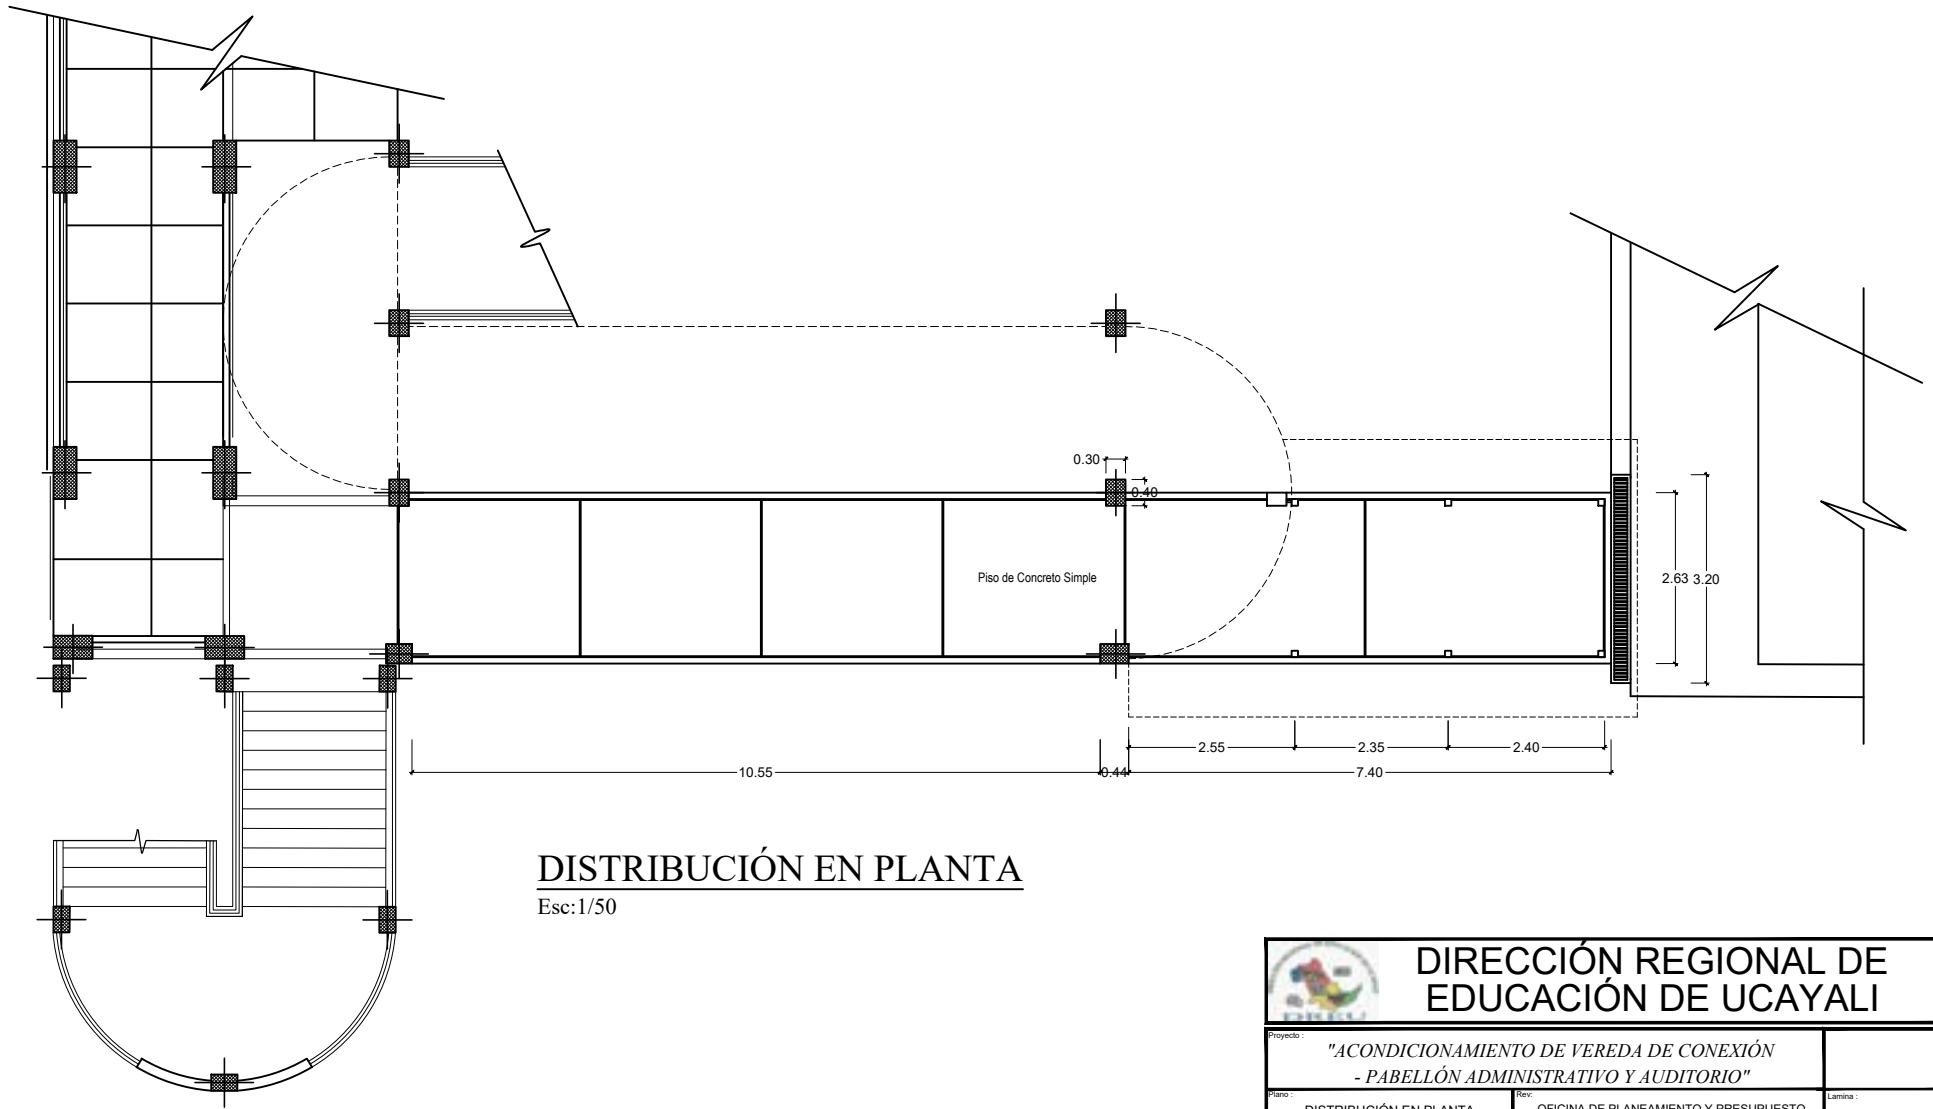 0.30
0.40
Piso de Concreto Simple
2.63
3.20
2.55
2.35
2.40
10.55
0.44
7.40
DISTRIBUCIÓN EN PLANTA
Esc:1/50
DREU
DIRECCIÓN REGIONAL DE
EDUCACIÓN DE UCAYALI
Proyecto :
"ACONDICIONAMIENTO DE VEREDA DE CONEXIÓN
- PABELLÓN ADMINISTRATIVO Y AUDITORIO"
Plano :
DISTRIBUCIÓN EN PLANTA
Rev:
OFICINA DE PLANEAMIENTO Y PRESUPUESTO
Lamina :